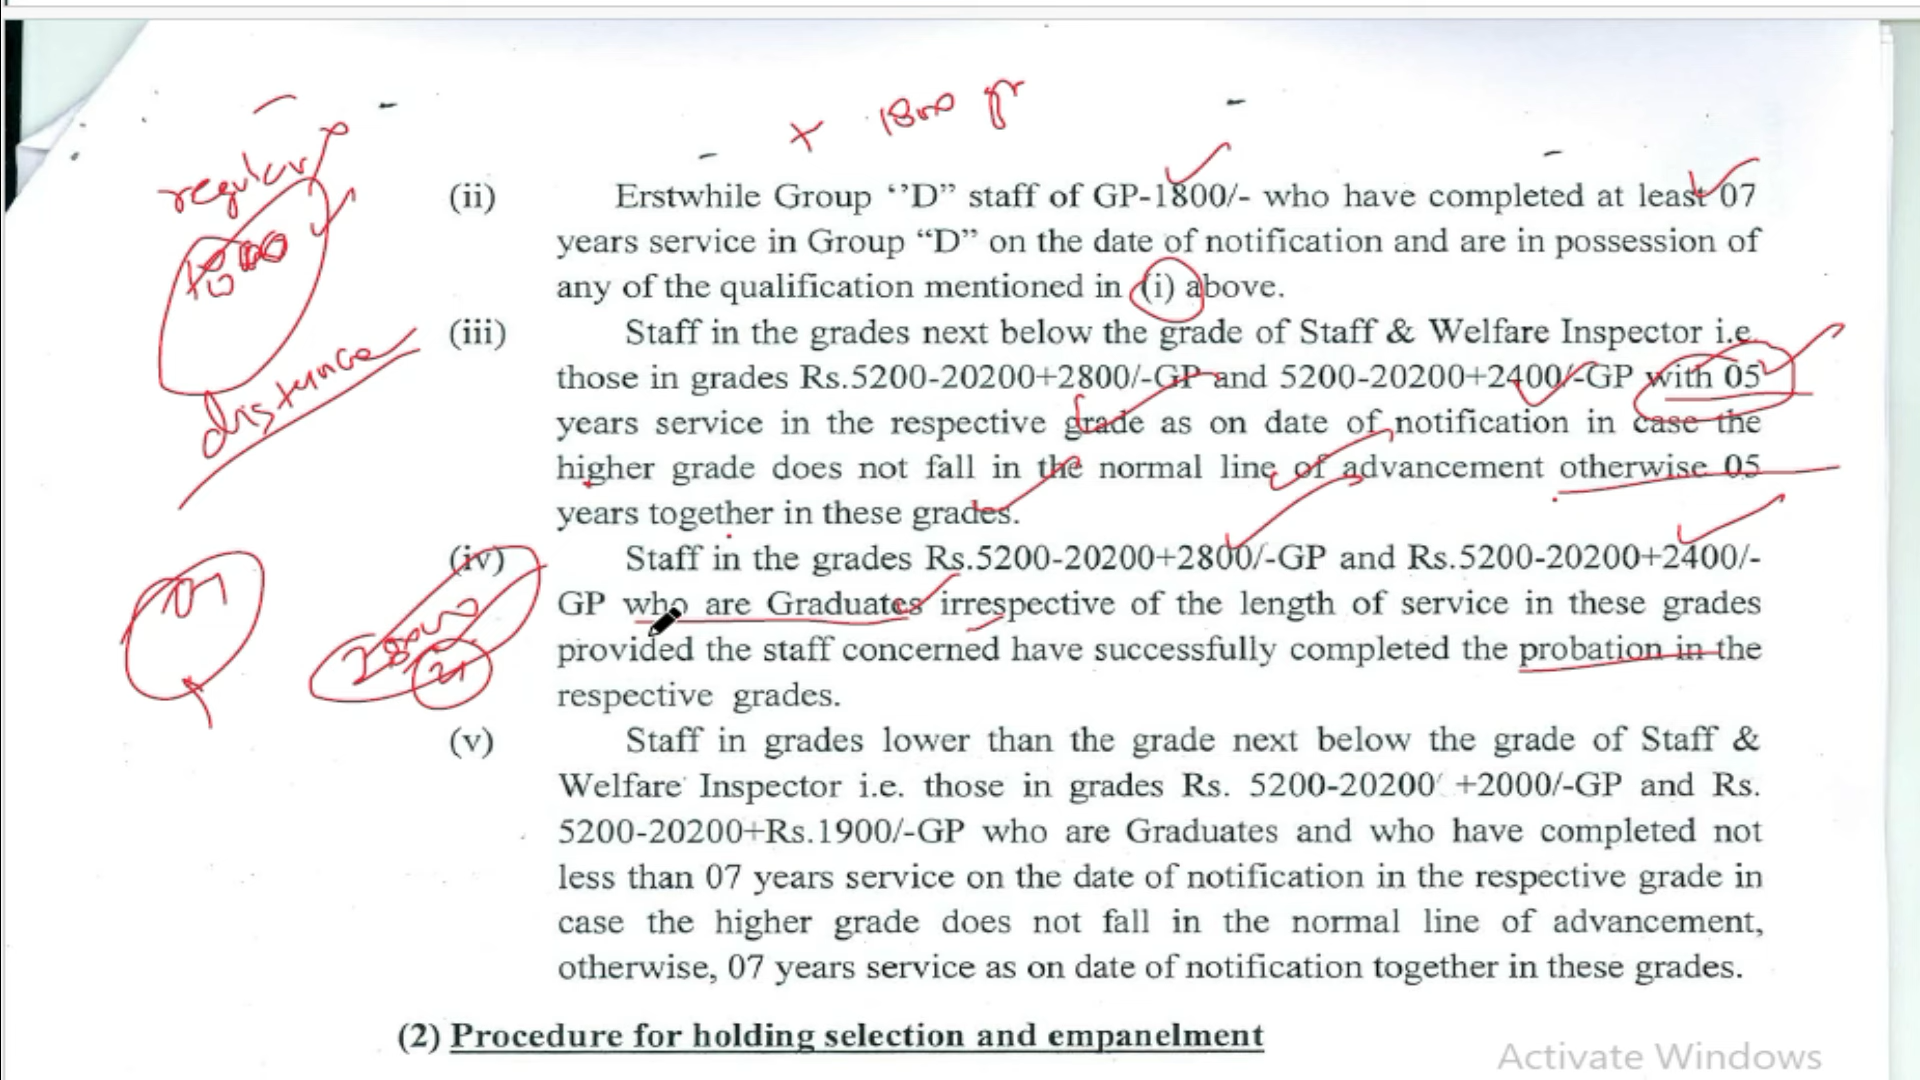 + 1800 gr
regular
distance
(ii) Erstwhile Group ‘’D” staff of GP-1800/- who have completed at least 07
years service in Group “D” on the date of notification and are in possession of
any of the qualification mentioned in (i) above.
(iii) Staff in the grades next below the grade of Staff & Welfare Inspector i.e.
those in grades Rs.5200-20200+2800/-GP and 5200-20200+2400/-GP with 05
years service in the respective grade as on date of notification in case the
higher grade does not fall in the normal line of advancement otherwise 05
years together in these grades.
(iv) Staff in the grades Rs.5200-20200+2800/-GP and Rs.5200-20200+2400/-
GP who are Graduates irrespective of the length of service in these grades
provided the staff concerned have successfully completed the probation in the
respective grades.
(v) Staff in grades lower than the grade next below the grade of Staff &
Welfare Inspector i.e. those in grades Rs. 5200-20200 +2000/-GP and Rs.
5200-20200+Rs.1900/-GP who are Graduates and who have completed not
less than 07 years service on the date of notification in the respective grade in
case the higher grade does not fall in the normal line of advancement,
otherwise, 07 years service as on date of notification together in these grades.
(2) Procedure for holding selection and empanelment
Activate Windows